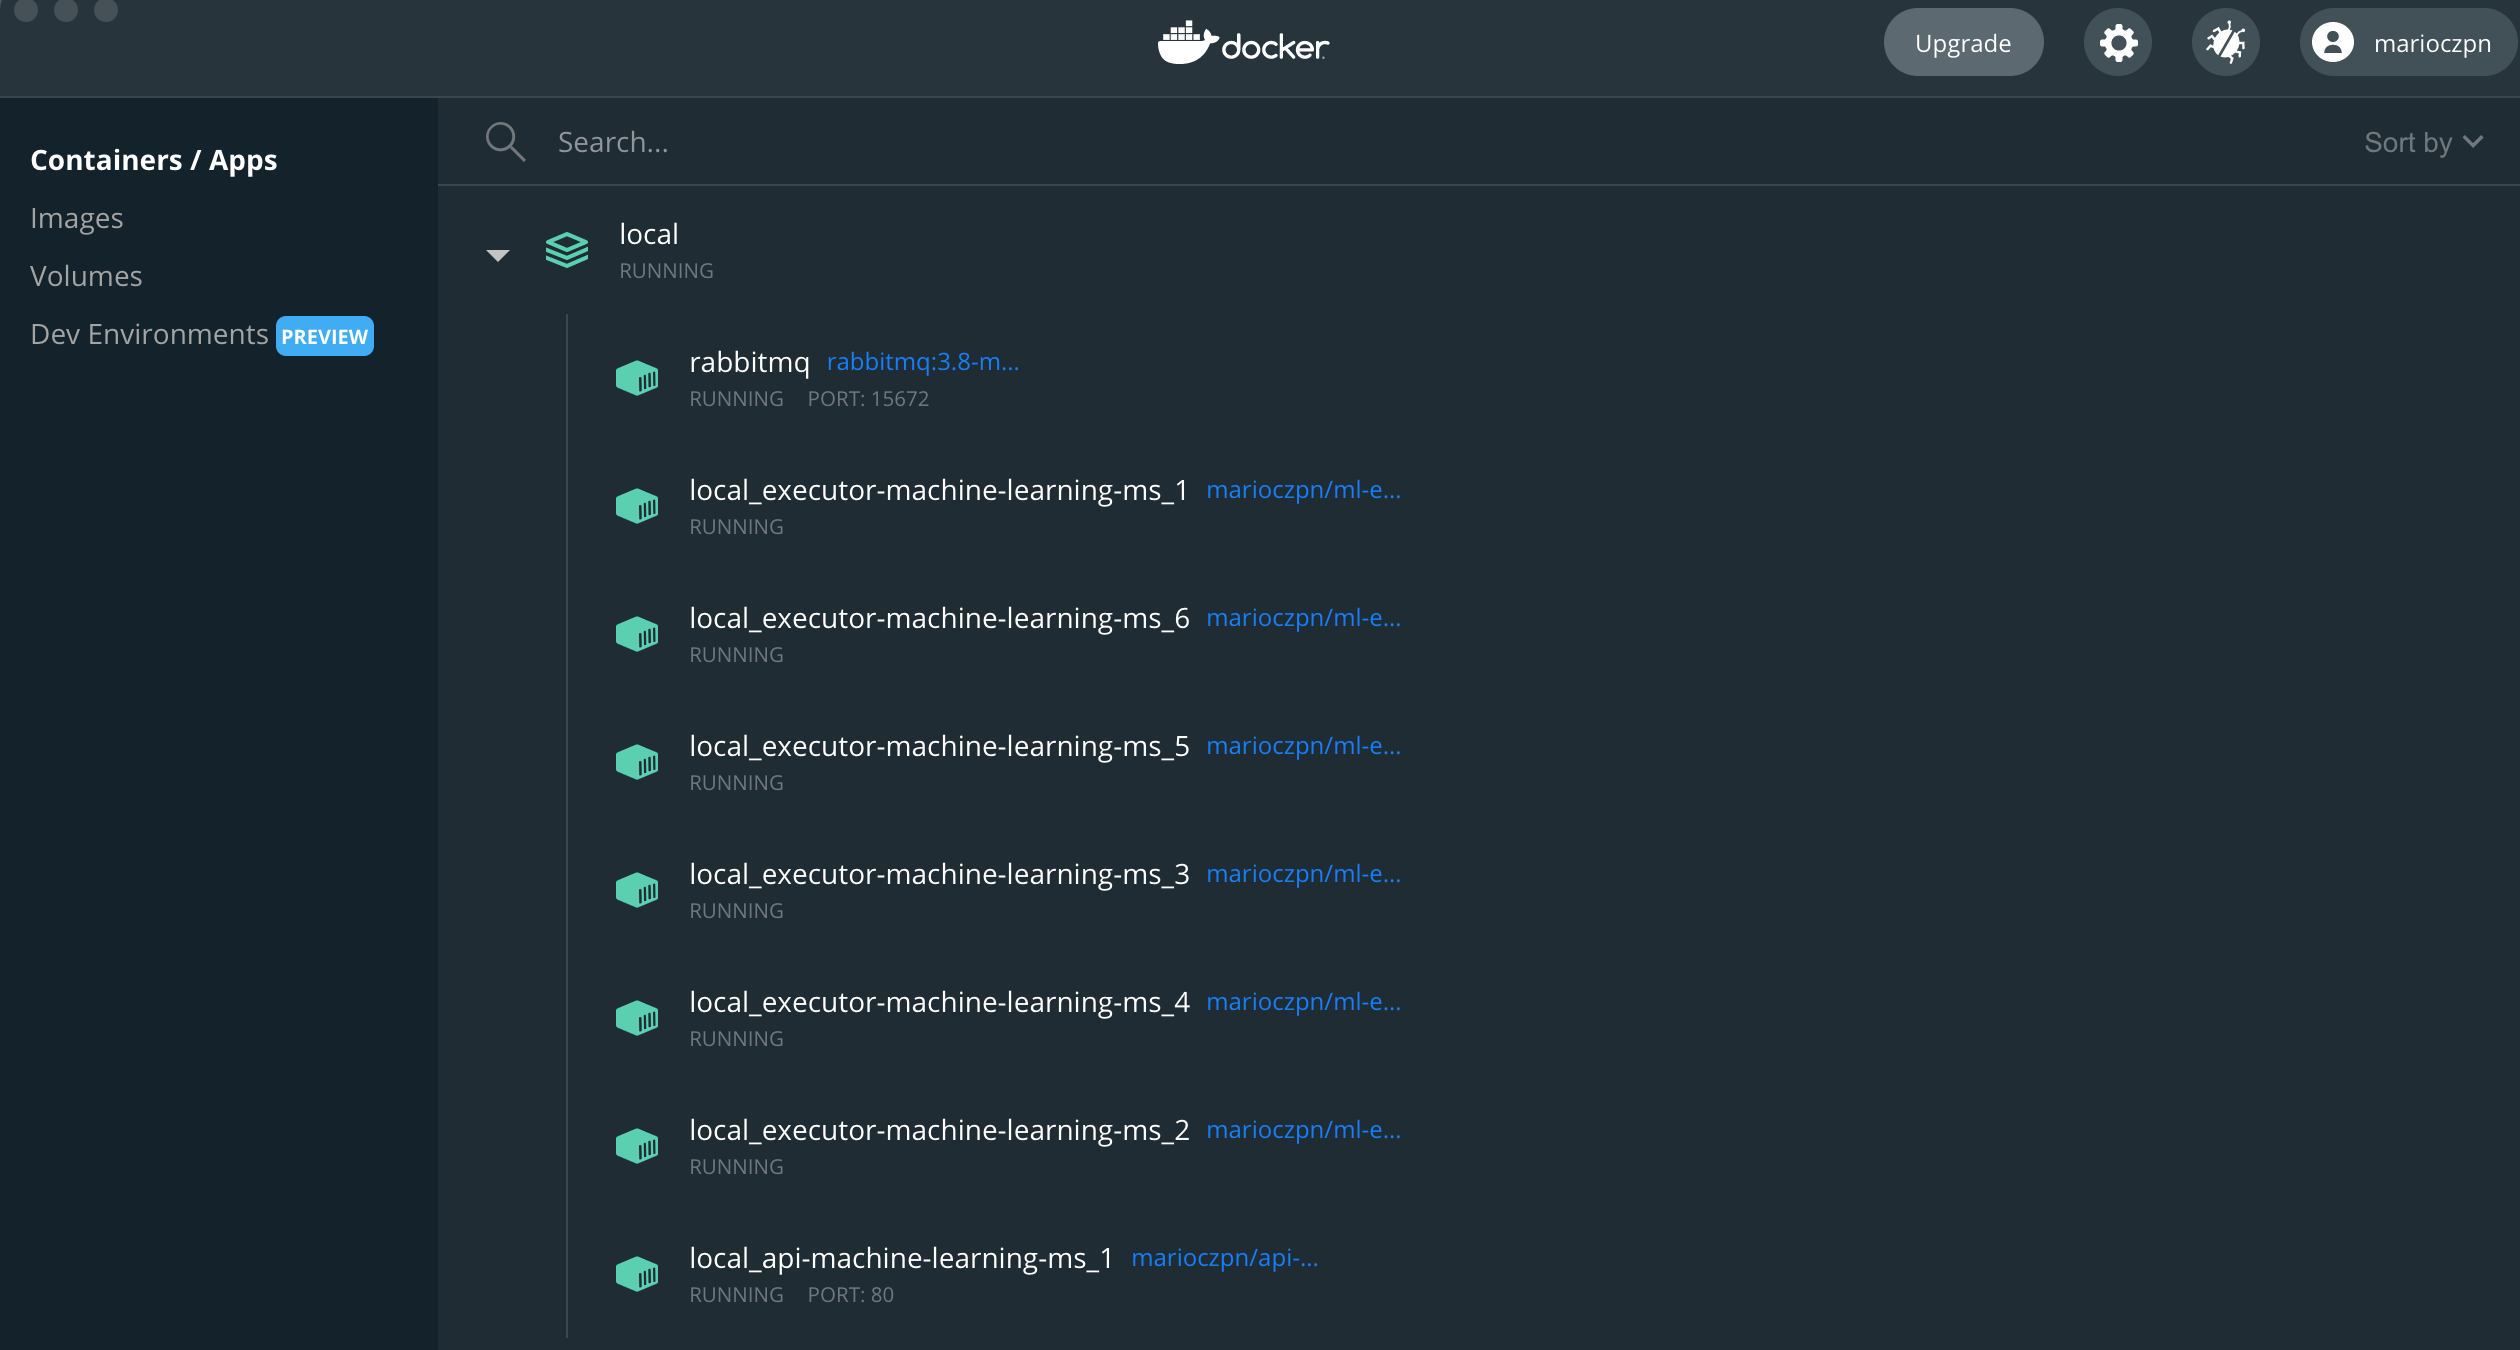 docker
Upgrade
marioczpn
Containers / Apps
Images
Volumes
Dev Environments PREVIEW
Search...
Sort by
local
RUNNING
rabbitmq rabbitmq:3.8-m...
RUNNING PORT: 15672
local_executor-machine-learning-ms_1 marioczpn/ml-e...
RUNNING
local_executor-machine-learning-ms_6 marioczpn/ml-e...
RUNNING
local_executor-machine-learning-ms_5 marioczpn/ml-e...
RUNNING
local_executor-machine-learning-ms_3 marioczpn/ml-e...
RUNNING
local_executor-machine-learning-ms_4 marioczpn/ml-e...
RUNNING
local_executor-machine-learning-ms_2 marioczpn/ml-e...
RUNNING
local_api-machine-learning-ms_1 marioczpn/api-...
RUNNING PORT: 80